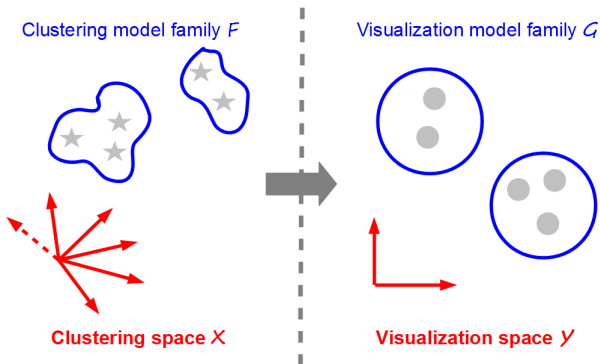 Clustering model family F
Visualization model family G
Clustering space X
Visualization space Y